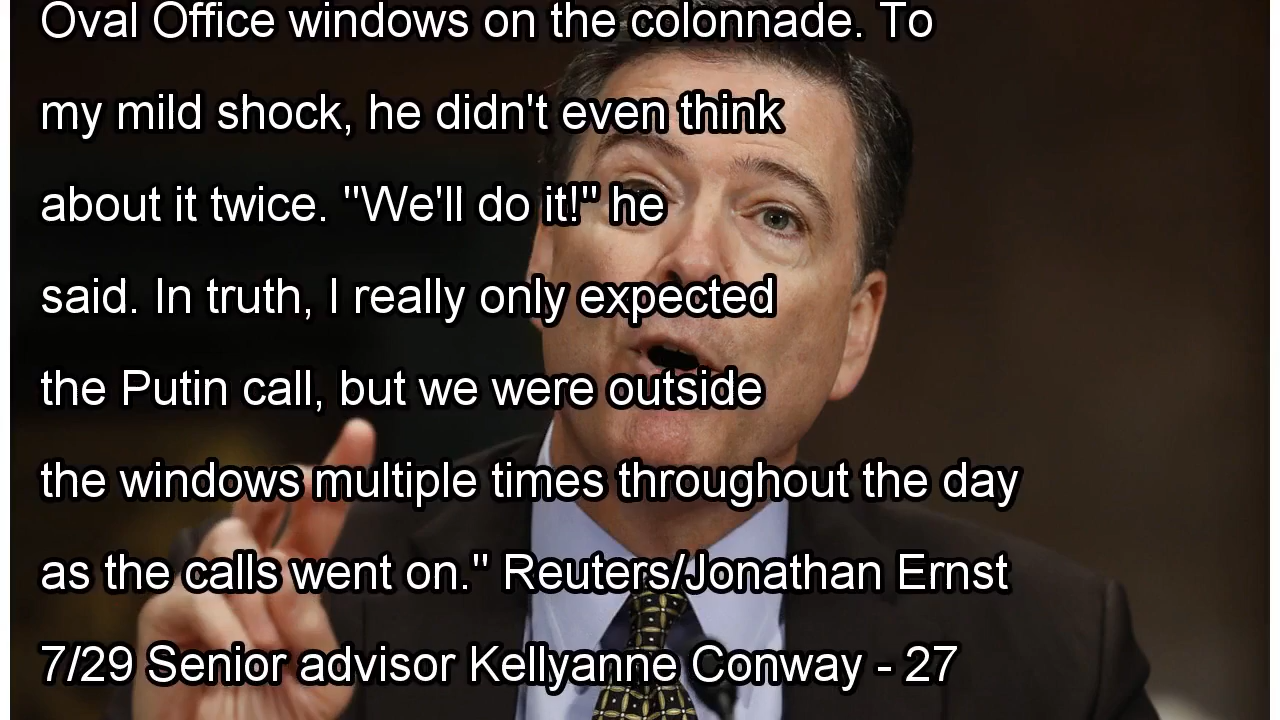 Oval Office windows on the colonnade. To
my mild shock, he didn't even think
about it twice. "We'll do it!" he
said. In truth, I really only expected
the Putin call, but we were outside
the windows multiple times throughout the day
as the calls went on." Reuters/Jonathan Ernst
7/29 Senior advisor Kellyanne Conway - 27